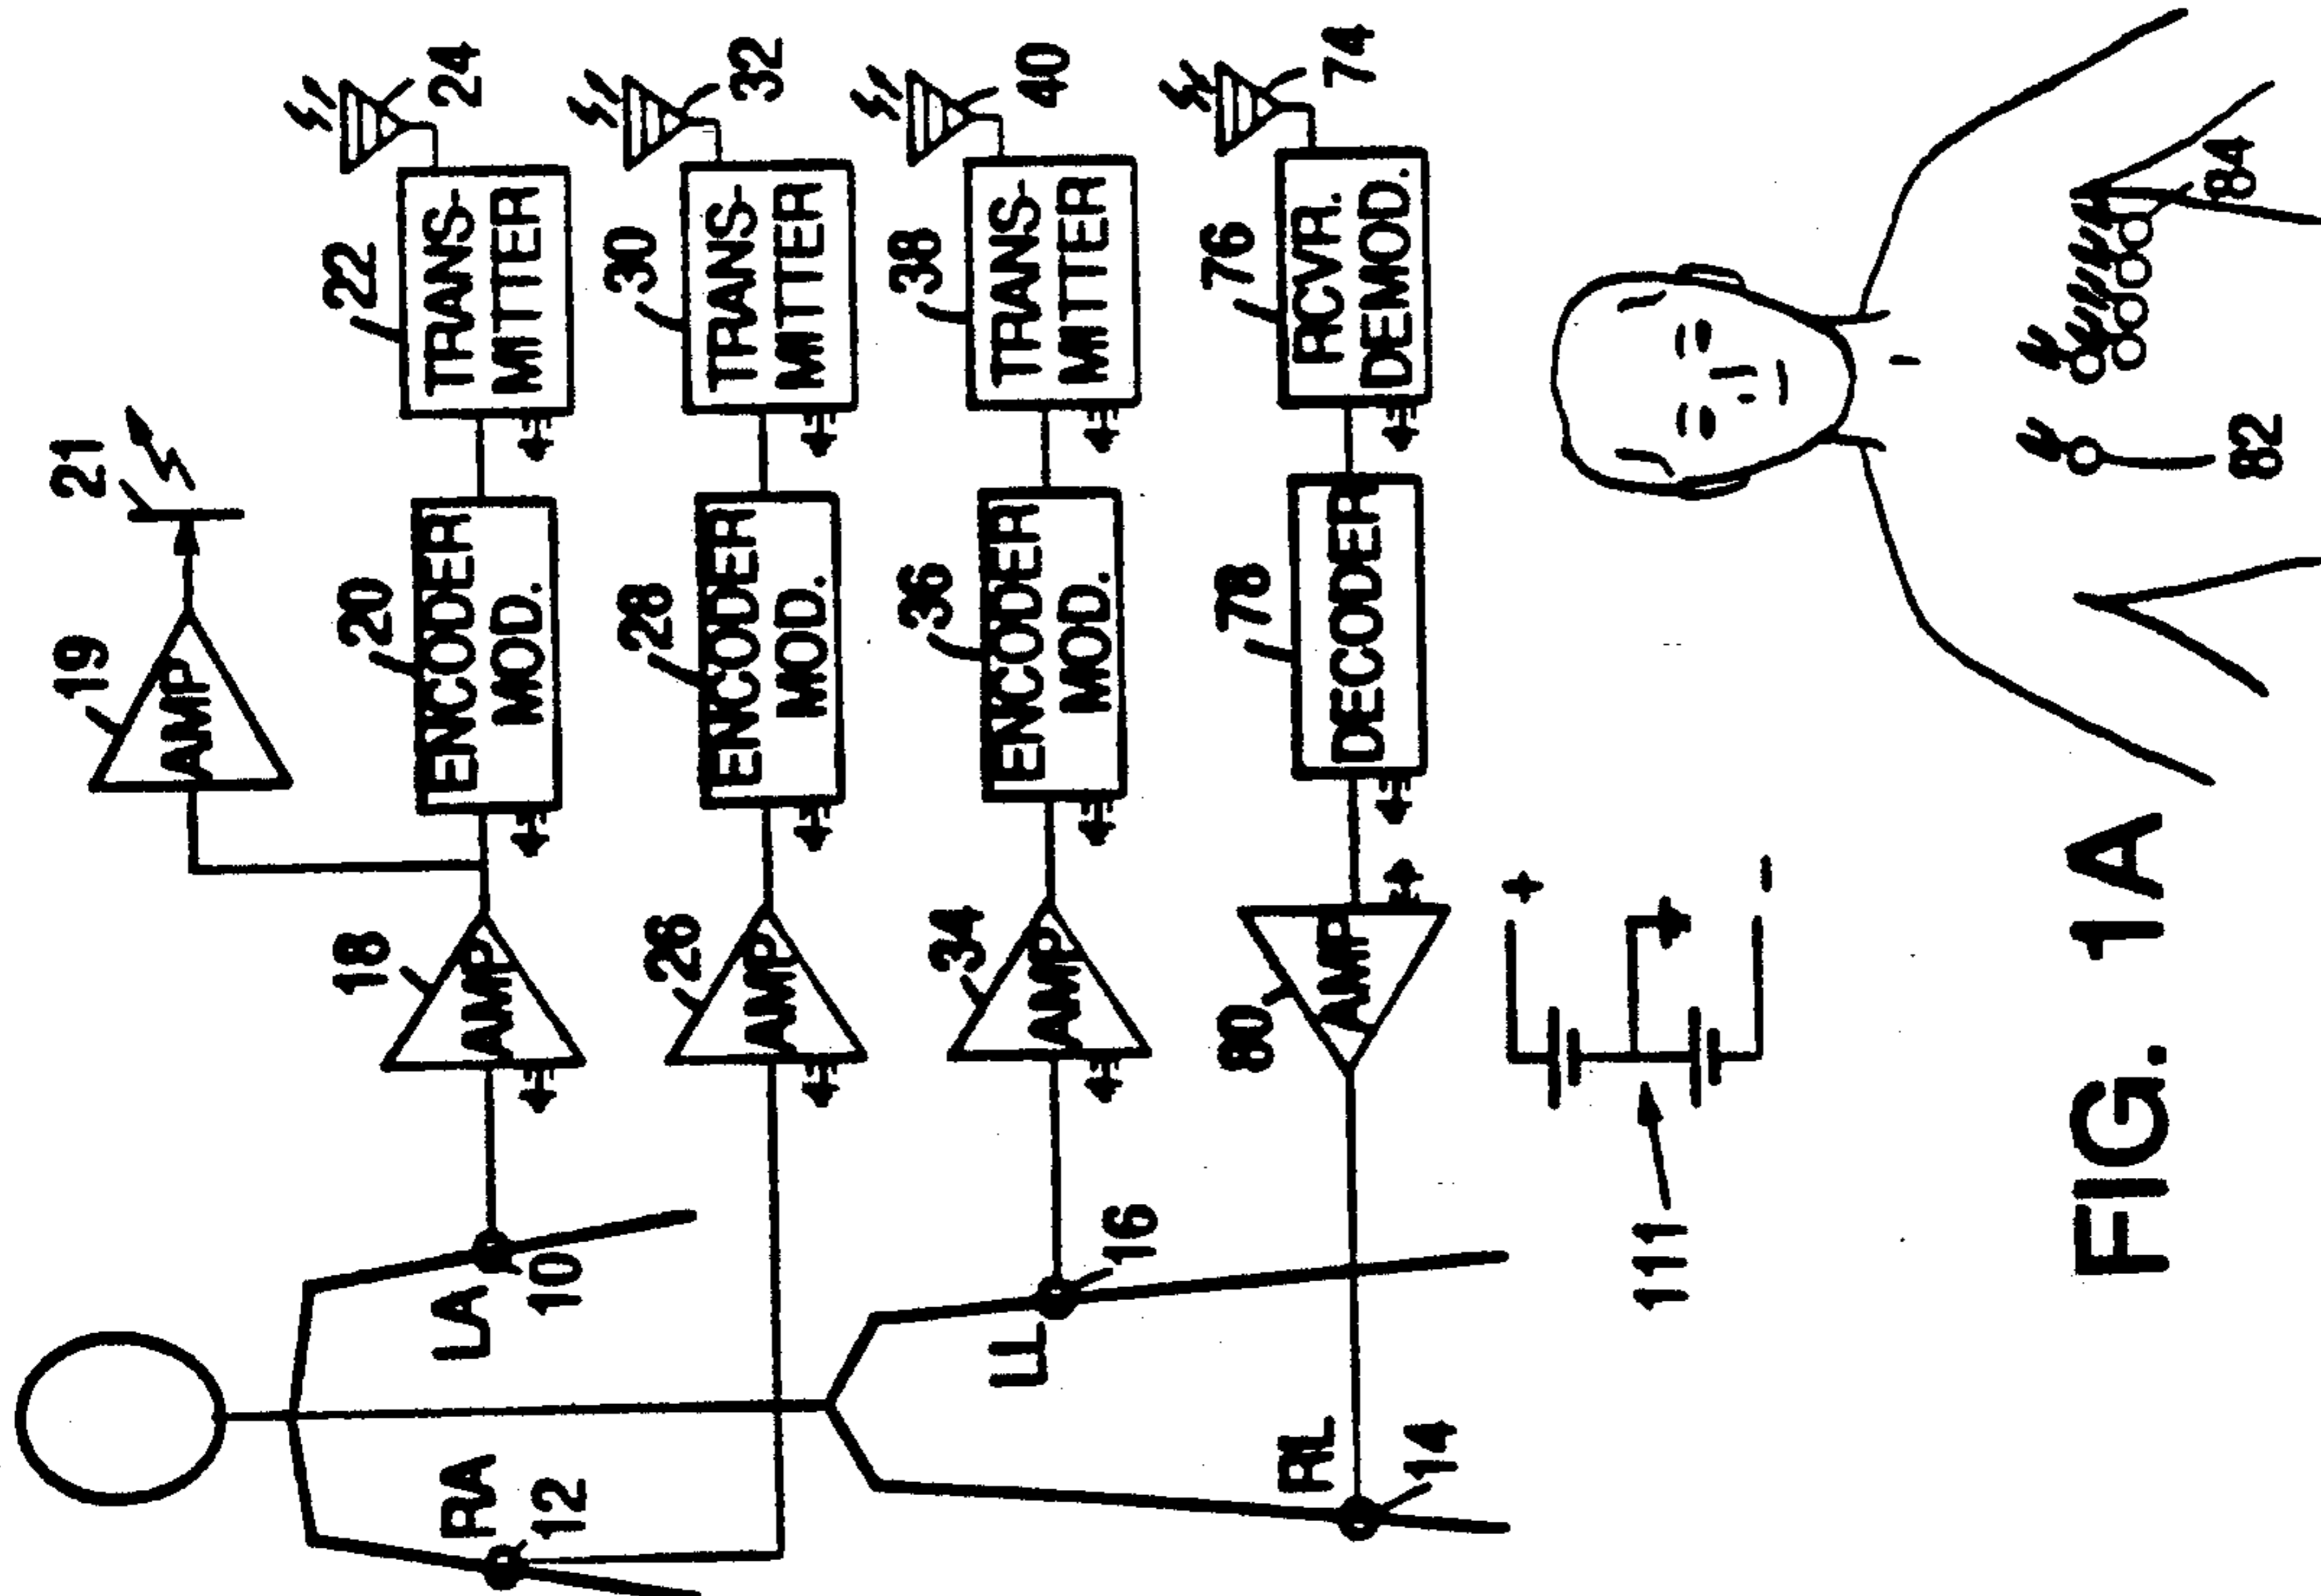 19
21
AMP
18
20
22
RA
LA
AMP
ENCODER
MOD.
TRANS-
MITTER
24
12
10
26
28
30
AMP
ENCODER
MOD.
TRANS-
MITTER
32
34
36
38
LL
AMP
ENCODER
MOD.
TRANS-
MITTER
40
16
80
78
76
RL
AMP
DECODER
RCVR.
DEMOD.
74
14
+
111
-
FIG. 1A
82
84